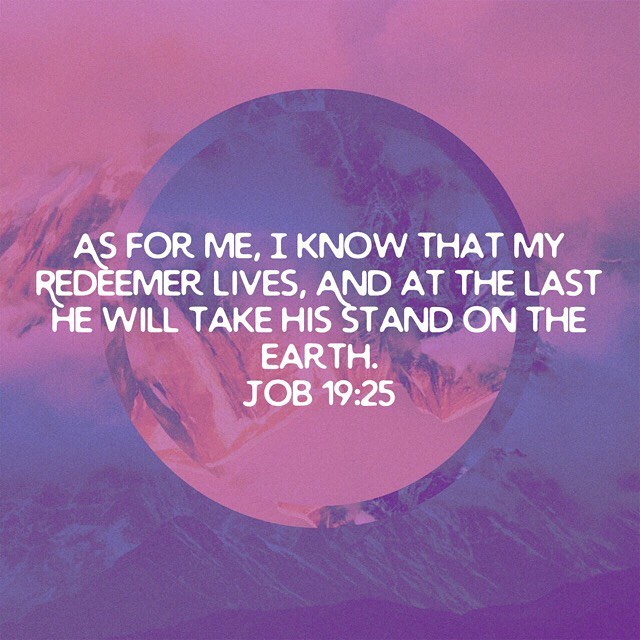 AS FOR ME, I KNOW THAT MY
REDEEMER LIVES, AND AT THE LAST
HE WILL TAKE HIS STAND ON THE
EARTH.
JOB 19:25